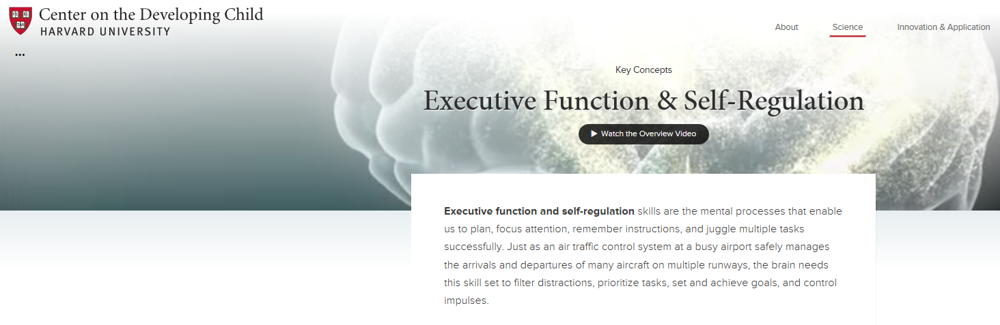 Center on the Developing Child
HARVARD UNIVERSITY
...
About
Science
Innovation & Application
Key Concepts
Executive Function & Self-Regulation
Watch the Overview Video
Executive function and self-regulation skills are the mental processes that enable
us to plan, focus attention, remember instructions, and juggle multiple tasks
successfully. Just as an air traffic control system at a busy airport safely manages
the arrivals and departures of many aircraft on multiple runways, the brain needs
this skill set to filter distractions, prioritize tasks, set and achieve goals, and control
impulses.